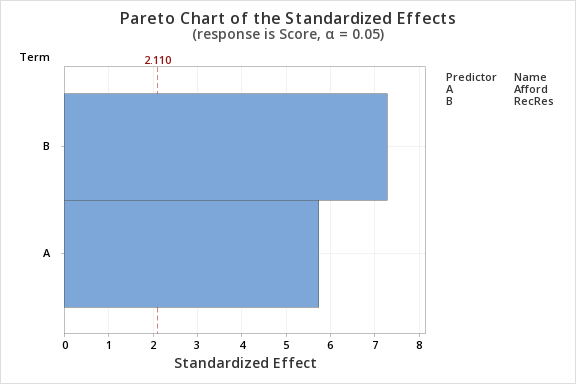 Pareto Chart of the Standardized Effects
(response is Score, α = 0.05)
Term
2.110
Predictor Name
A Afford
B RecRes
B
A
0 1 2 3 4 5 6 7 8
Standardized Effect